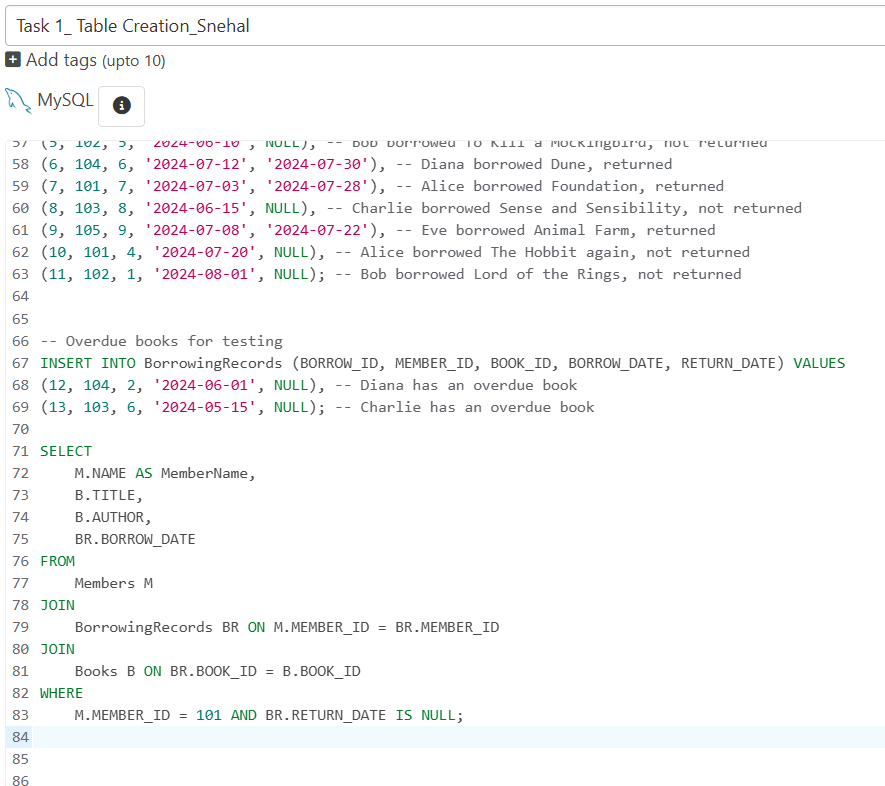 Task 1_ Table Creation_Snehal
Add tags (upto 10)
MySQL
57 (5, 102, 5, '2024-06-10', NULL), -- Bob borrowed To Kill a Mockingbird, not returned
58 (6, 104, 6, '2024-07-12', '2024-07-30'), -- Diana borrowed Dune, returned
59 (7, 101, 7, '2024-07-03', '2024-07-28'), -- Alice borrowed Foundation, returned
60 (8, 103, 8, '2024-06-15', NULL), -- Charlie borrowed Sense and Sensibility, not returned
61 (9, 105, 9, '2024-07-08', '2024-07-22'), -- Eve borrowed Animal Farm, returned
62 (10, 101, 4, '2024-07-20', NULL), -- Alice borrowed The Hobbit again, not returned
63 (11, 102, 1, '2024-08-01', NULL); -- Bob borrowed Lord of the Rings, not returned
64
65
66 -- Overdue books for testing
67 INSERT INTO BorrowingRecords (BORROW_ID, MEMBER_ID, BOOK_ID, BORROW_DATE, RETURN_DATE) VALUES
68 (12, 104, 2, '2024-06-01', NULL), -- Diana has an overdue book
69 (13, 103, 6, '2024-05-15', NULL); -- Charlie has an overdue book
70
71 SELECT
72     M.NAME AS MemberName,
73     B.TITLE,
74     B.AUTHOR,
75     BR.BORROW_DATE
76 FROM
77     Members M
78 JOIN
79     BorrowingRecords BR ON M.MEMBER_ID = BR.MEMBER_ID
80 JOIN
81     Books B ON BR.BOOK_ID = B.BOOK_ID
82 WHERE
83     M.MEMBER_ID = 101 AND BR.RETURN_DATE IS NULL;
84
85
86